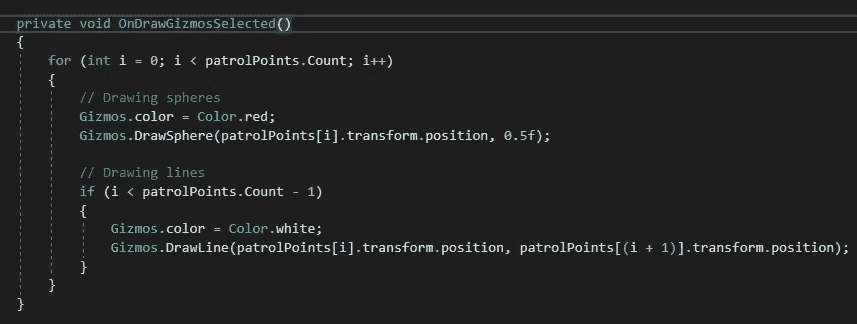 private void OnDrawGizmosSelected()
{
    for (int i = 0; i < patrolPoints.Count; i++)
    {
        // Drawing spheres
        Gizmos.color = Color.red;
        Gizmos.DrawSphere(patrolPoints[i].transform.position, 0.5f);

        // Drawing lines
        if (i < patrolPoints.Count - 1)
        {
            Gizmos.color = Color.white;
            Gizmos.DrawLine(patrolPoints[i].transform.position, patrolPoints[(i + 1)].transform.position);
        }
    }
}